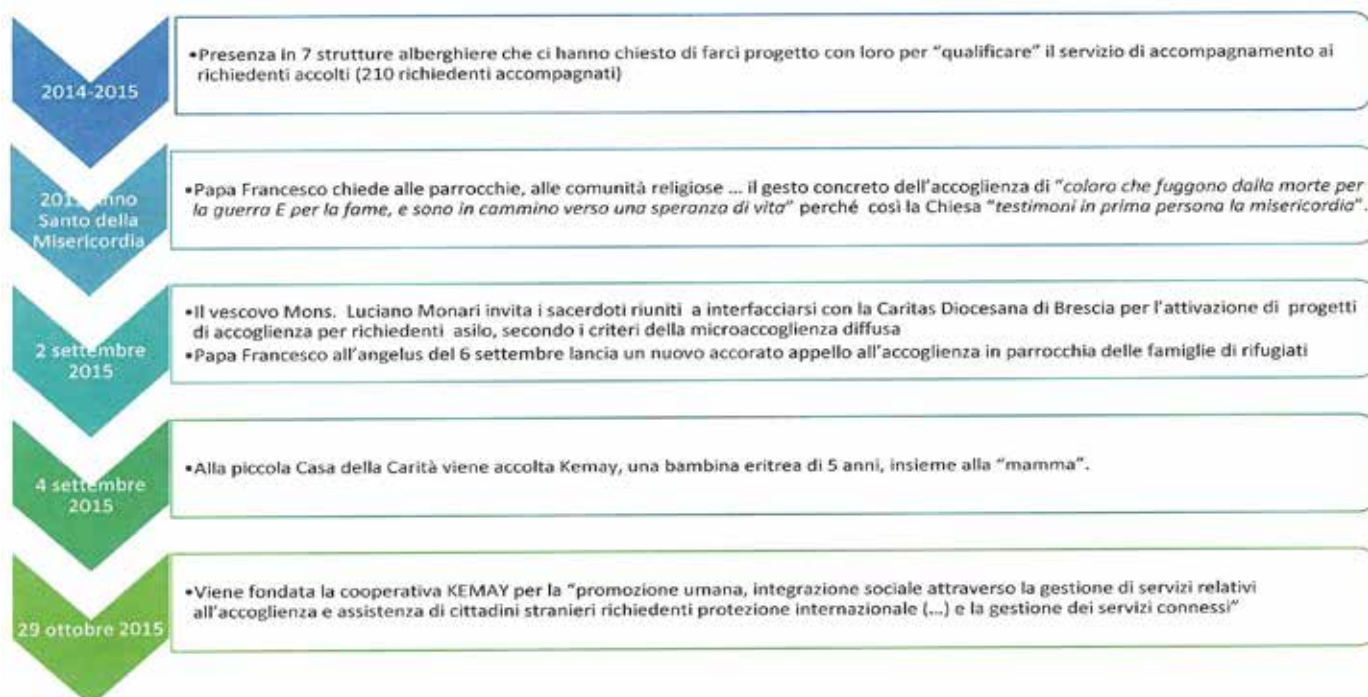 2014-2015
•Presenza in 7 strutture alberghiere che ci hanno chiesto di farci progetto con loro per “qualificare” il servizio di accompagnamento ai
richiedenti accolti (210 richiedenti accompagnati)
Anno
Santo della
Misericordia
•Papa Francesco chiede alle parrocchie, alle comunità religiose ... il gesto concreto dell’accoglienza di “coloro che fuggono dalla morte per
la guerra E per la fame, e sono in cammino verso una speranza di vita” perché così la Chiesa “testimoni in prima persona la misericordia”.
2 settembre
2015
•Il vescovo Mons. Luciano Monari invita i sacerdoti riuniti a interfacciarsi con la Caritas Diocesana di Brescia per l’attivazione di progetti
di accoglienza per richiedenti asilo, secondo i criteri della microaccoglienza diffusa
•Papa Francesco all’angelus del 6 settembre lancia un nuovo accorato appello all’accoglienza in parrocchia delle famiglie di rifugiati
4 settembre
2015
•Alla piccola Casa della Carità viene accolta Kemay, una bambina eritrea di 5 anni, insieme alla “mamma”.
29 ottobre 2015
•Viene fondata la cooperativa KEMAY per la “promozione umana, integrazione sociale attraverso la gestione di servizi relativi
all’accoglienza e assistenza di cittadini stranieri richiedenti protezione internazionale (...) e la gestione dei servizi connessi”